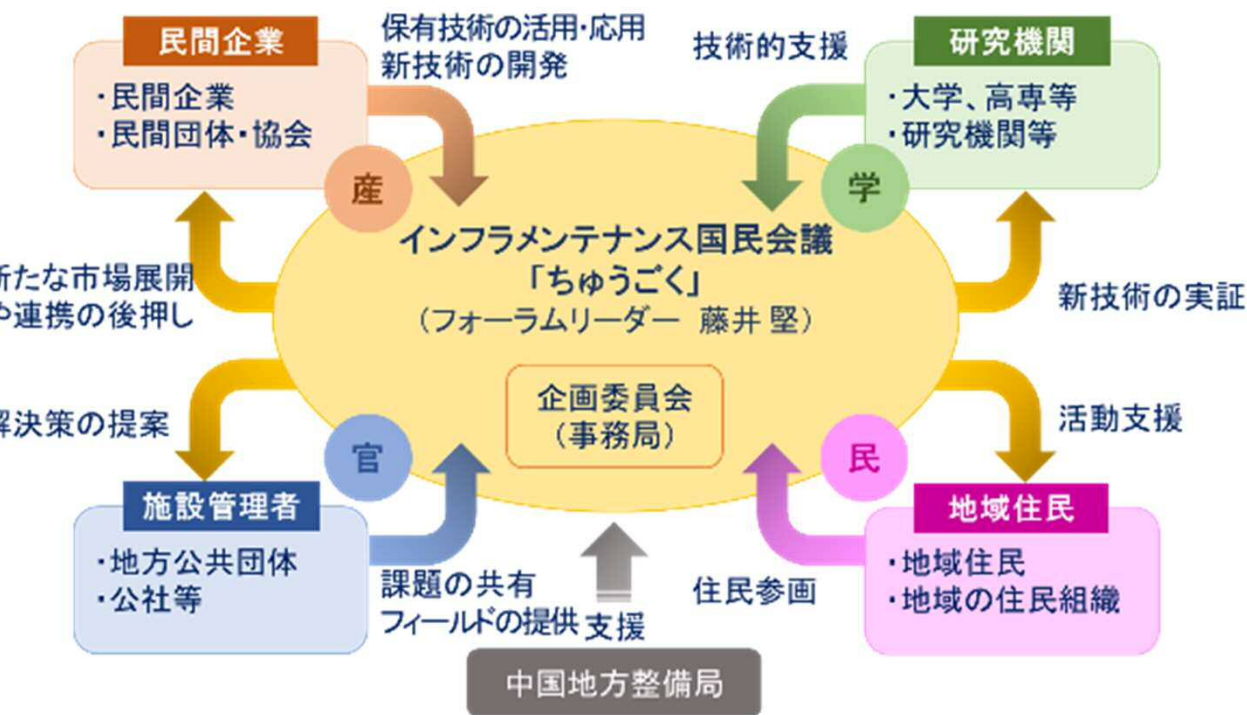 民間企業
・民間企業
・民間団体・協会
産
保有技術の活用・応用
新技術の開発
技術的支援
研究機関
・大学、高専等
・研究機関等
学
インフラメンテナンス国民会議
「ちゅうごく」
（フォーラムリーダー 藤井 堅）
企画委員会
（事務局）
新たな市場展開
や連携の後押し
新技術の実証
解決策の提案
活動支援
官
民
施設管理者
・地方公共団体
・公社等
課題の共有
フィールドの提供
支援
住民参画
地域住民
・地域住民
・地域の住民組織
中国地方整備局